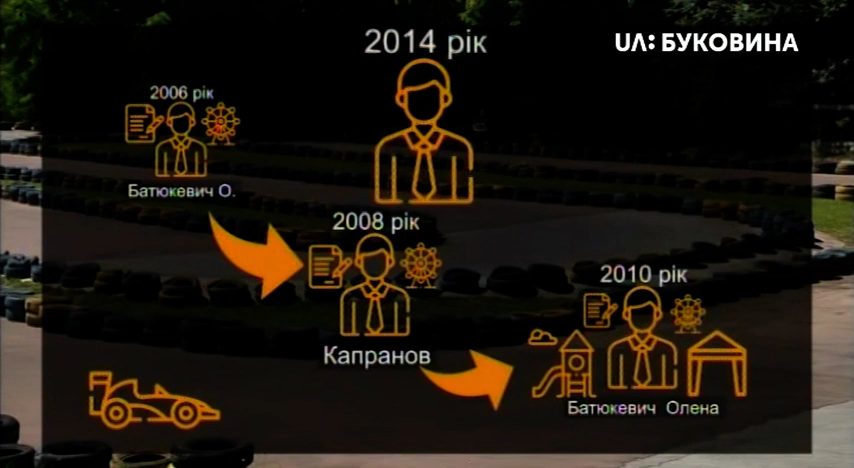 2014 рік
UA: БУКОВИНА
2006 рік
Батюкевич О.
2008 рік
Капранов
2010 рік
Батюкевич Олена